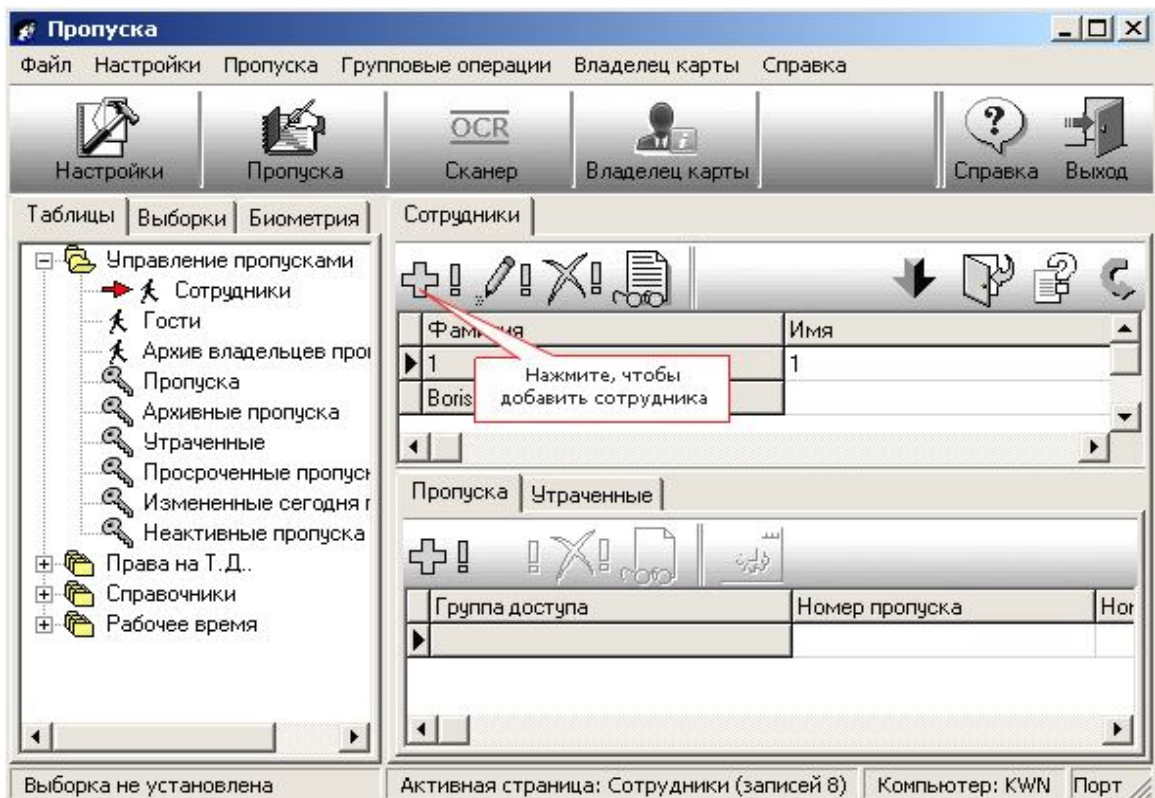 Пропуска
Файл Настройки Пропуска Групповые операции Владелец карты Справка
OCR
?
Настройки Пропуска Сканер Владелец карты Справка Выход
Таблицы Выборки Биометрия
Управление пропусками
Сотрудники
Гости
Архив владельцев про
Пропуска
Архивные пропуска
Утраченные
Просроченные пропуск
Измененные сегодня п
Неактивные пропуска
Права на Т.Д..
Справочники
Рабочее время
Сотрудники
Фамилия Имя
1 1
Boris
Нажмите, чтобы
добавить сотрудника
Пропуска Утраченные
Группа доступа Номер пропуска Ном
Выборка не установлена Активная страница: Сотрудники (записей 8) Компьютер: KWN Порт